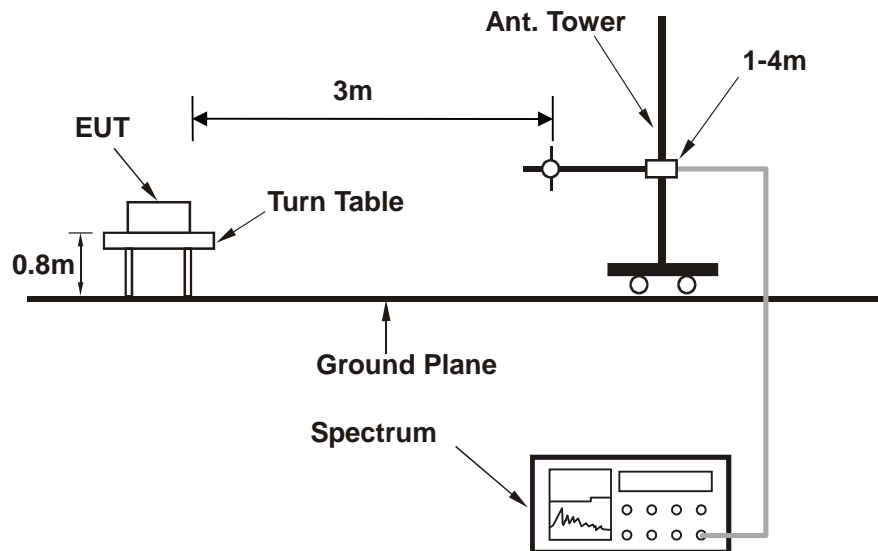 Ant. Tower
1-4m
3m
EUT
Turn Table
0.8m
Ground Plane
Spectrum